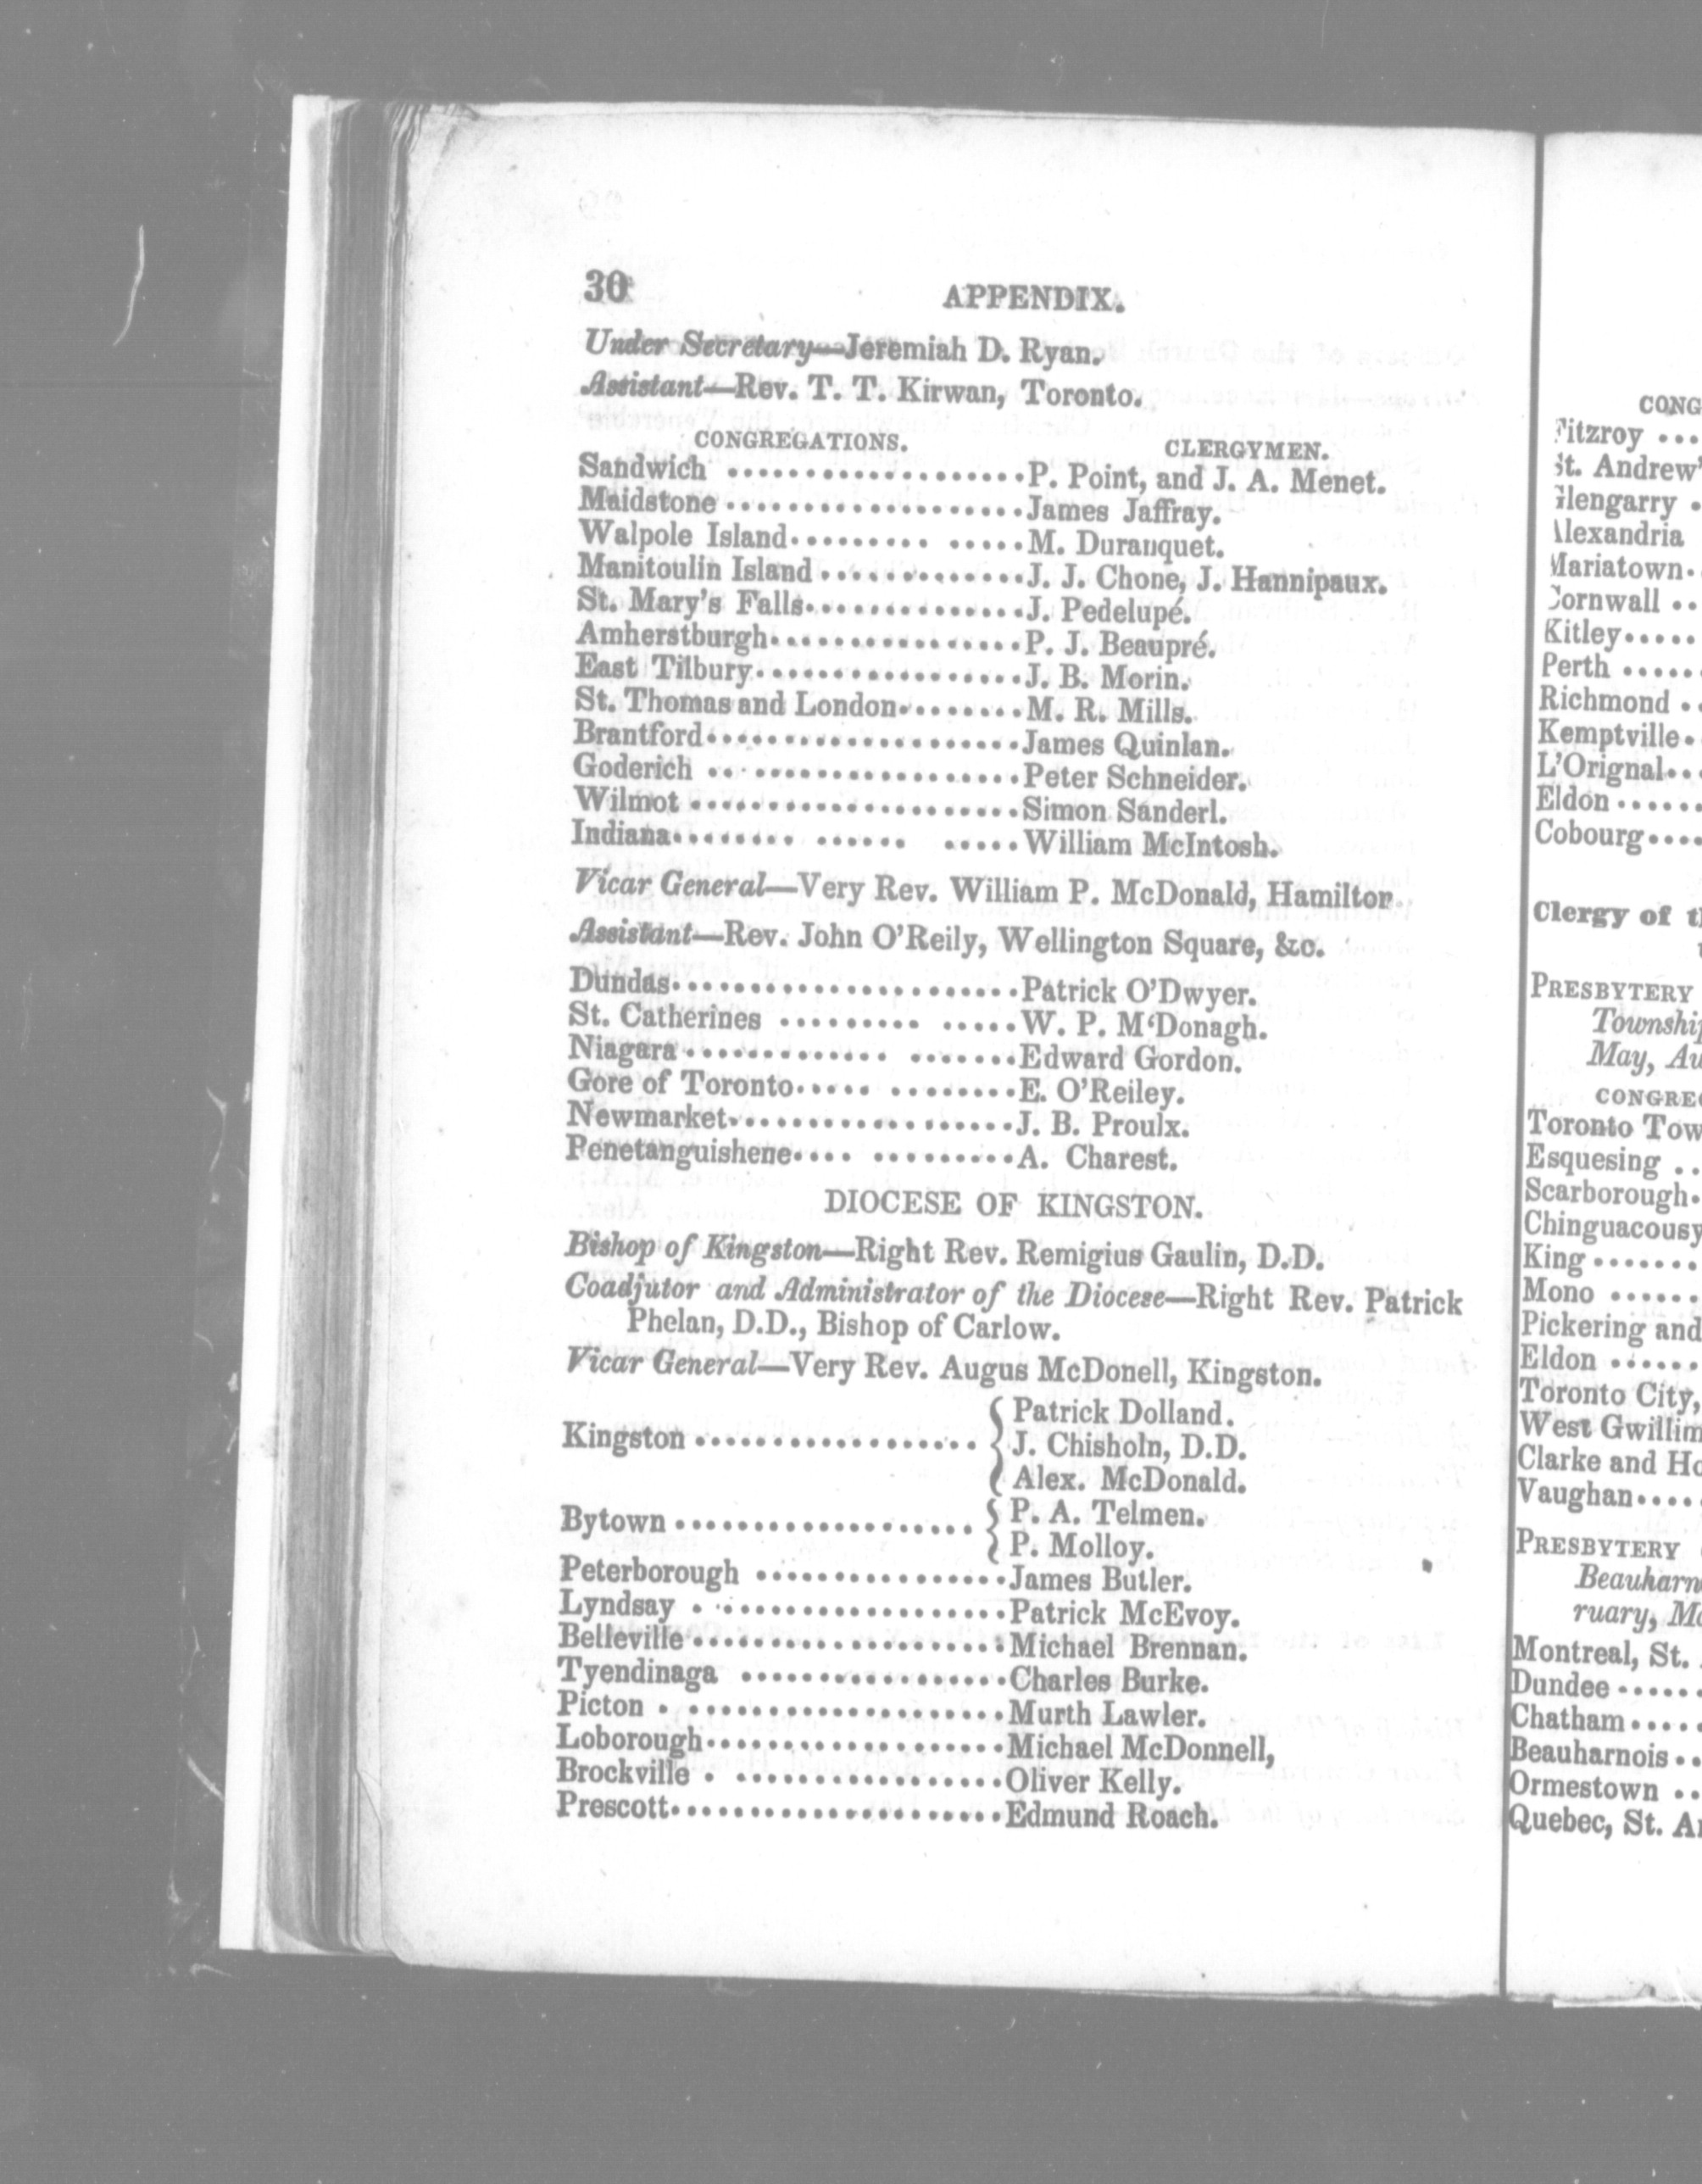 30
APPENDIX.
Under Secretary—Jeremiah D. Ryan.
Assistant—Rev. T. T. Kirwan, Toronto.
CONGREGATIONS. CLERGYMEN.
Sandwich ..................P. Point, and J. A. Menet.
Maidstone ..................James Jaffray.
Walpole Island......... .....M. Duranquet.
Manitoulin Island.............J. J. Chone, J. Hannipaux.
St. Mary's Falls..............J. Pedelupé.
Amherstburgh................P. J. Beaupré.
East Tilbury.................J. B. Morin.
St. Thomas and London........M. R. Mills.
Brantford....................James Quinlan.
Goderich ....................Peter Schneider.
Wilmot .....................Simon Sanderl.
Indiana........ ...... .....William McIntosh.
Vicar General—Very Rev. William P. McDonald, Hamilton
Assistant—Rev. John O'Reily, Wellington Square, &c.
Dundas......................Patrick O'Dwyer.
St. Catherines ......... .....W. P. M'Donagh.
Niagara............. .......Edward Gordon.
Gore of Toronto..... ........E. O'Reiley.
Newmarket..................J. B. Proulx.
Penetanguishene.... .........A. Charest.
DIOCESE OF KINGSTON.
Bishop of Kingston—Right Rev. Remigius Gaulin, D.D.
Coadjutor and Administrator of the Diocese—Right Rev. Patrick
Phelan, D.D., Bishop of Carlow.
Vicar General—Very Rev. Augus McDonell, Kingston.
Patrick Dolland.
Kingston .................. J. Chisholn, D.D.
Alex. McDonald.
Bytown ................... P. A. Telmen.
P. Molloy.
Peterborough ................James Butler.
Lyndsay . ..................Patrick McEvoy.
Belleville....................Michael Brennan.
Tyendinaga .................Charles Burke.
Picton . ....................Murth Lawler.
Loborough...................Michael McDonnell,
Brockville . .................Oliver Kelly.
Prescott.....................Edmund Roach.
CONG
Fitzroy ...
St. Andrew'
Glengarry .
Alexandria
Mariatown.
Cornwall ..
Kitley.....
Perth .....
Richmond ..
Kemptville.
L'Orignal...
Eldon ......
Cobourg....
Clergy of t
PRESBYTERY
Townshi
May, Au
CONGRE
Toronto Tow
Esquesing ..
Scarborough.
Chinguacousy
King .......
Mono ......
Pickering and
Eldon ......
Toronto City,
West Gwillim
Clarke and Ho
Vaughan....
PRESBYTERY
Beauharn
ruary, Ma
Montreal, St.
Dundee ......
Chatham.....
Beauharnois ..
Ormestown ..
Quebec, St. A